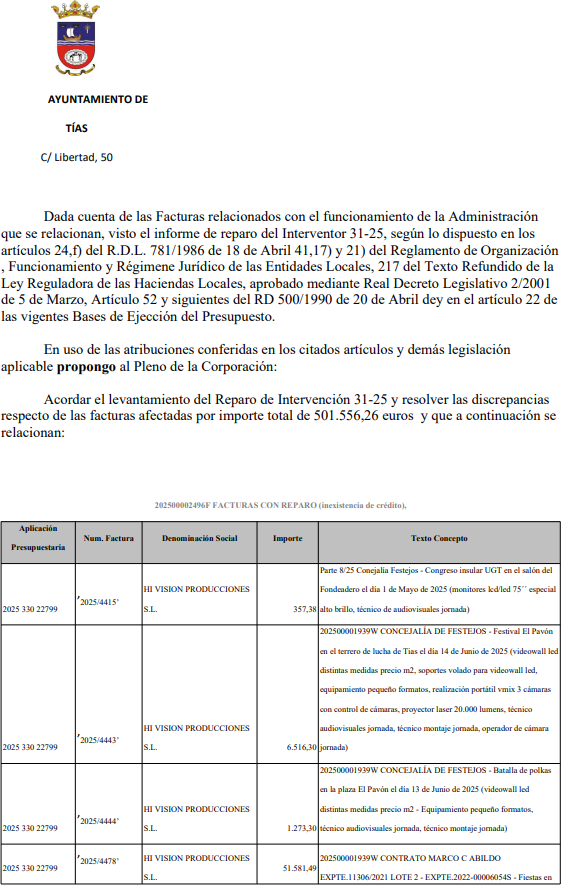 AYUNTAMIENTO DE
TÍAS
C/ Libertad, 50
Dada cuenta de las Facturas relacionados con el funcionamiento de la Administración
que se relacionan, visto el informe de reparo del Interventor 31-25, según lo dispuesto en los
artículos 24,f) del R.D.L. 781/1986 de 18 de Abril 41,17) y 21) del Reglamento de Organización
, Funcionamiento y Régimene Jurídico de las Entidades Locales, 217 del Texto Refundido de la
Ley Reguladora de las Haciendas Locales, aprobado mediante Real Decreto Legislativo 2/2001
de 5 de Marzo, Artículo 52 y siguientes del RD 500/1990 de 20 de Abril dey en el artículo 22 de
las vigentes Bases de Ejección del Presupuesto.
En uso de las atribuciones conferidas en los citados artículos y demás legislación
aplicable propongo al Pleno de la Corporación:
Acordar el levantamiento del Reparo de Intervención 31-25 y resolver las discrepancias
respecto de las facturas afectadas por importe total de 501.556,26 euros y que a continuación se
relacionan:
202500002496F FACTURAS CON REPARO (inexistencia de crédito),
Aplicación
Presupuestaria
Num. Factura
Denominación Social
Importe
Texto Concepto
2025 330 22799
'2025/4415'
HI VISION PRODUCCIONES
S.L.
357,38
Parte 8/25 Conejalía Festejos - Congreso insular UGT en el salón del
Fondeadero el día 1 de Mayo de 2025 (monitores lcd/led 75´´ especial
alto brillo, técnico de audiovisuales jornada)
2025 330 22799
'2025/4443'
HI VISION PRODUCCIONES
S.L.
6.516,30
202500001939W CONCEJALÍA DE FESTEJOS - Festival El Pavón
en el terrero de lucha de Tias el día 14 de Junio de 2025 (videowall led
distintas medidas precio m2, soportes volado para videowall led,
equipamiento pequeño formatos, realización portátil vmix 3 cámaras
con control de cámaras, proyector laser 20.000 lumens, técnico
audiovisuales jornada, técnico montaje jornada, operador de cámara
jornada)
2025 330 22799
'2025/4444'
HI VISION PRODUCCIONES
S.L.
1.273,30
202500001939W CONCEJALÍA DE FESTEJOS - Batalla de polkas
en la plaza El Pavón el día 13 de Junio de 2025 (videowall led
distintas medidas precio m2 - Equipamiento pequeño formatos,
técnico audiovisuales jornada, técnico montaje jornada)
2025 330 22799
'2025/4478'
HI VISION PRODUCCIONES
S.L.
51.581,49
202500001939W CONTRATO MARCO C ABILDO
EXPTE.11306/2021 LOTE 2 - EXPTE.2022-00006054S - Fiestas en